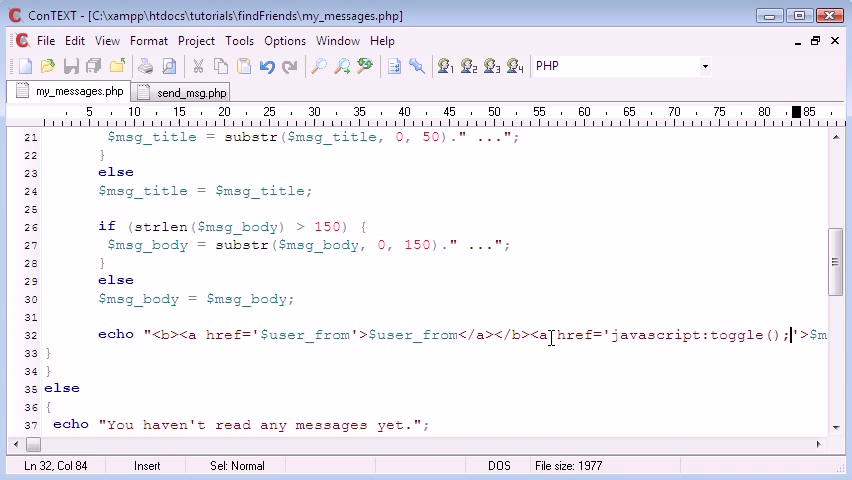 ConTEXT - [C:\xampp\htdocs\tutorials\findFriends\my_messages.php]
File Edit View Format Project Tools Options Window Help
1 2 3 4 PHP
my_messages.php send_msg.php
5 10 15 20 25 30 35 40 45 50 55 60 65 70 75 80 85
21 $msg_title = substr($msg_title, 0, 50)." ...";
22 }
23 else
24 $msg_title = $msg_title;
25
26 if (strlen($msg_body) > 150) {
27 $msg_body = substr($msg_body, 0, 150)." ...";
28 }
29 else
30 $msg_body = $msg_body;
31
32 echo "<b><a href='$user_from'>$user_from</a></b><a href='javascript:toggle();'>$m
33 }
34 }
35 else
36 {
37 echo "You haven't read any messages yet.";
Ln 32, Col 84 Insert Sel: Normal DOS File size: 1977